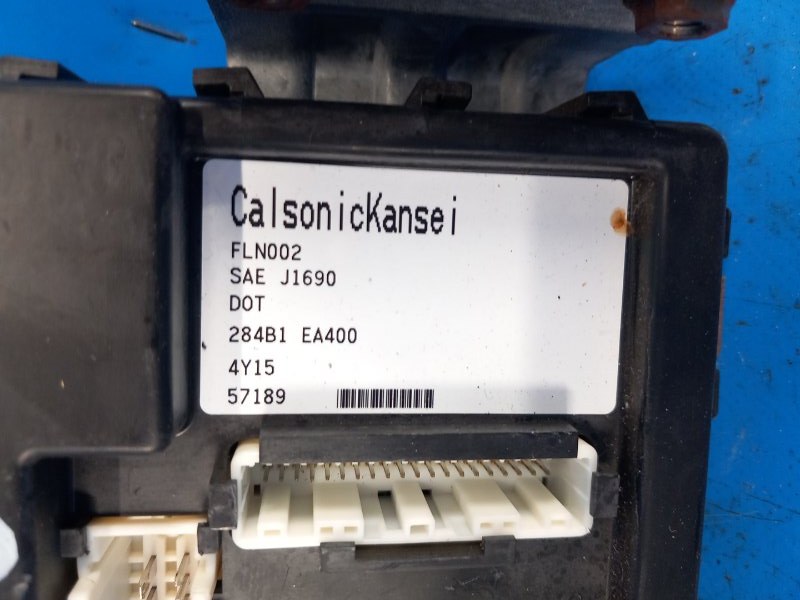 CalsonicKansei
FLN002
SAE J1690
DOT
284B1 EA400
4Y15
57189